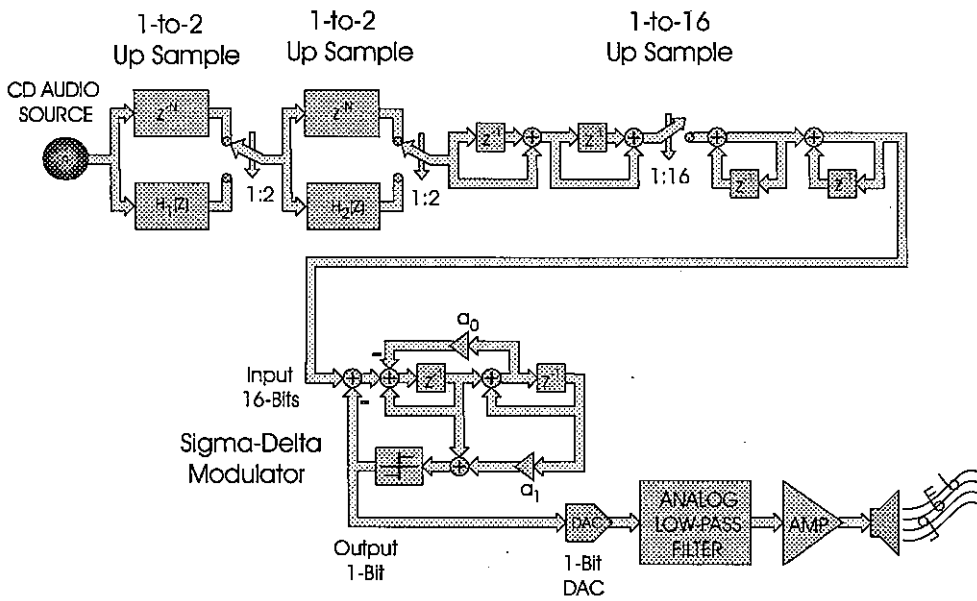 1-to-2
Up Sample
1-to-2
Up Sample
1-to-16
Up Sample
CD AUDIO
SOURCE
Z^-N
Z^-N
Z^-1
Z^-1
1:2
1:2
1:16
H₁(Z)
H₂(Z)
Z^-1
Z^-1
a₀
Input
16-Bits
Z^-1
Z^-1
Sigma-Delta
Modulator
a₁
DAC
ANALOG
LOW-PASS
FILTER
AMP
Output
1-Bit
1-Bit
DAC